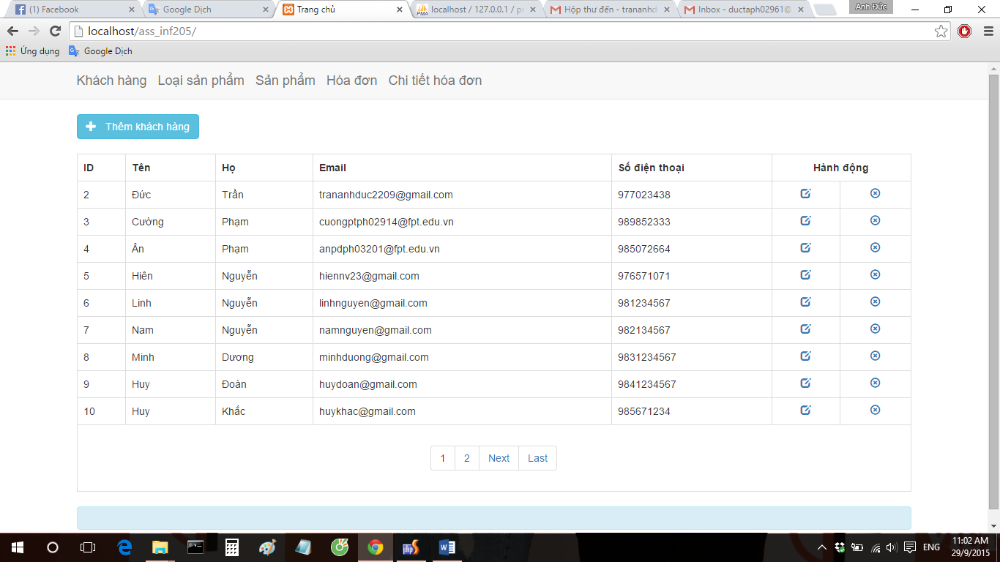 (1) Facebook Google Dịch Trang chủ localhost / 127.0.0.1 / p Hộp thư đến - trananhd Inbox - ductaph02961@ Anh Đức
localhost/ass_inf205/
Ứng dụng Google Dịch
Khách hàng Loại sản phẩm Sản phẩm Hóa đơn Chi tiết hóa đơn
Thêm khách hàng
ID Tên Họ Email Số điện thoại Hành động
2 Đức Trần trananhduc2209@gmail.com 977023438
3 Cường Phạm cuongptph02914@fpt.edu.vn 989852333
4 Ân Phạm anpdph03201@fpt.edu.vn 985072664
5 Hiên Nguyễn hiennv23@gmail.com 976571071
6 Linh Nguyễn linhnguyen@gmail.com 981234567
7 Nam Nguyễn namnguyen@gmail.com 982134567
8 Minh Dương minhduong@gmail.com 9831234567
9 Huy Đoàn huydoan@gmail.com 9841234567
10 Huy Khắc huykhac@gmail.com 985671234
1 2 Next Last
ENG 11:02 AM
29/9/2015